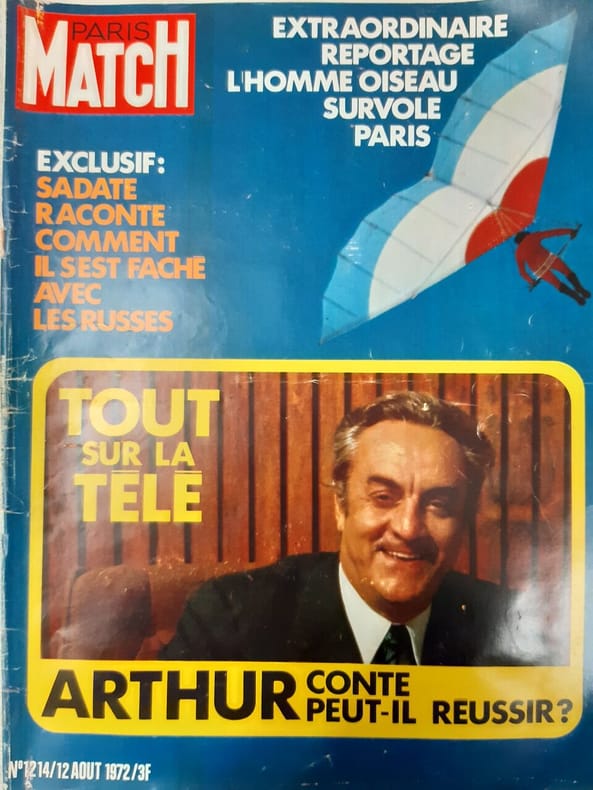 PARIS
MATCH
EXTRAORDINAIRE
REPORTAGE
L'HOMME OISEAU
SURVOLE
PARIS
EXCLUSIF:
SADATE
RACONTE
COMMENT
IL S'EST FACHÉ
AVEC
LES RUSSES
TOUT
SUR LA
TÉLÉ
ARTHUR CONTE
PEUT-IL REUSSIR?
N°1214/12 AOUT 1972/3F